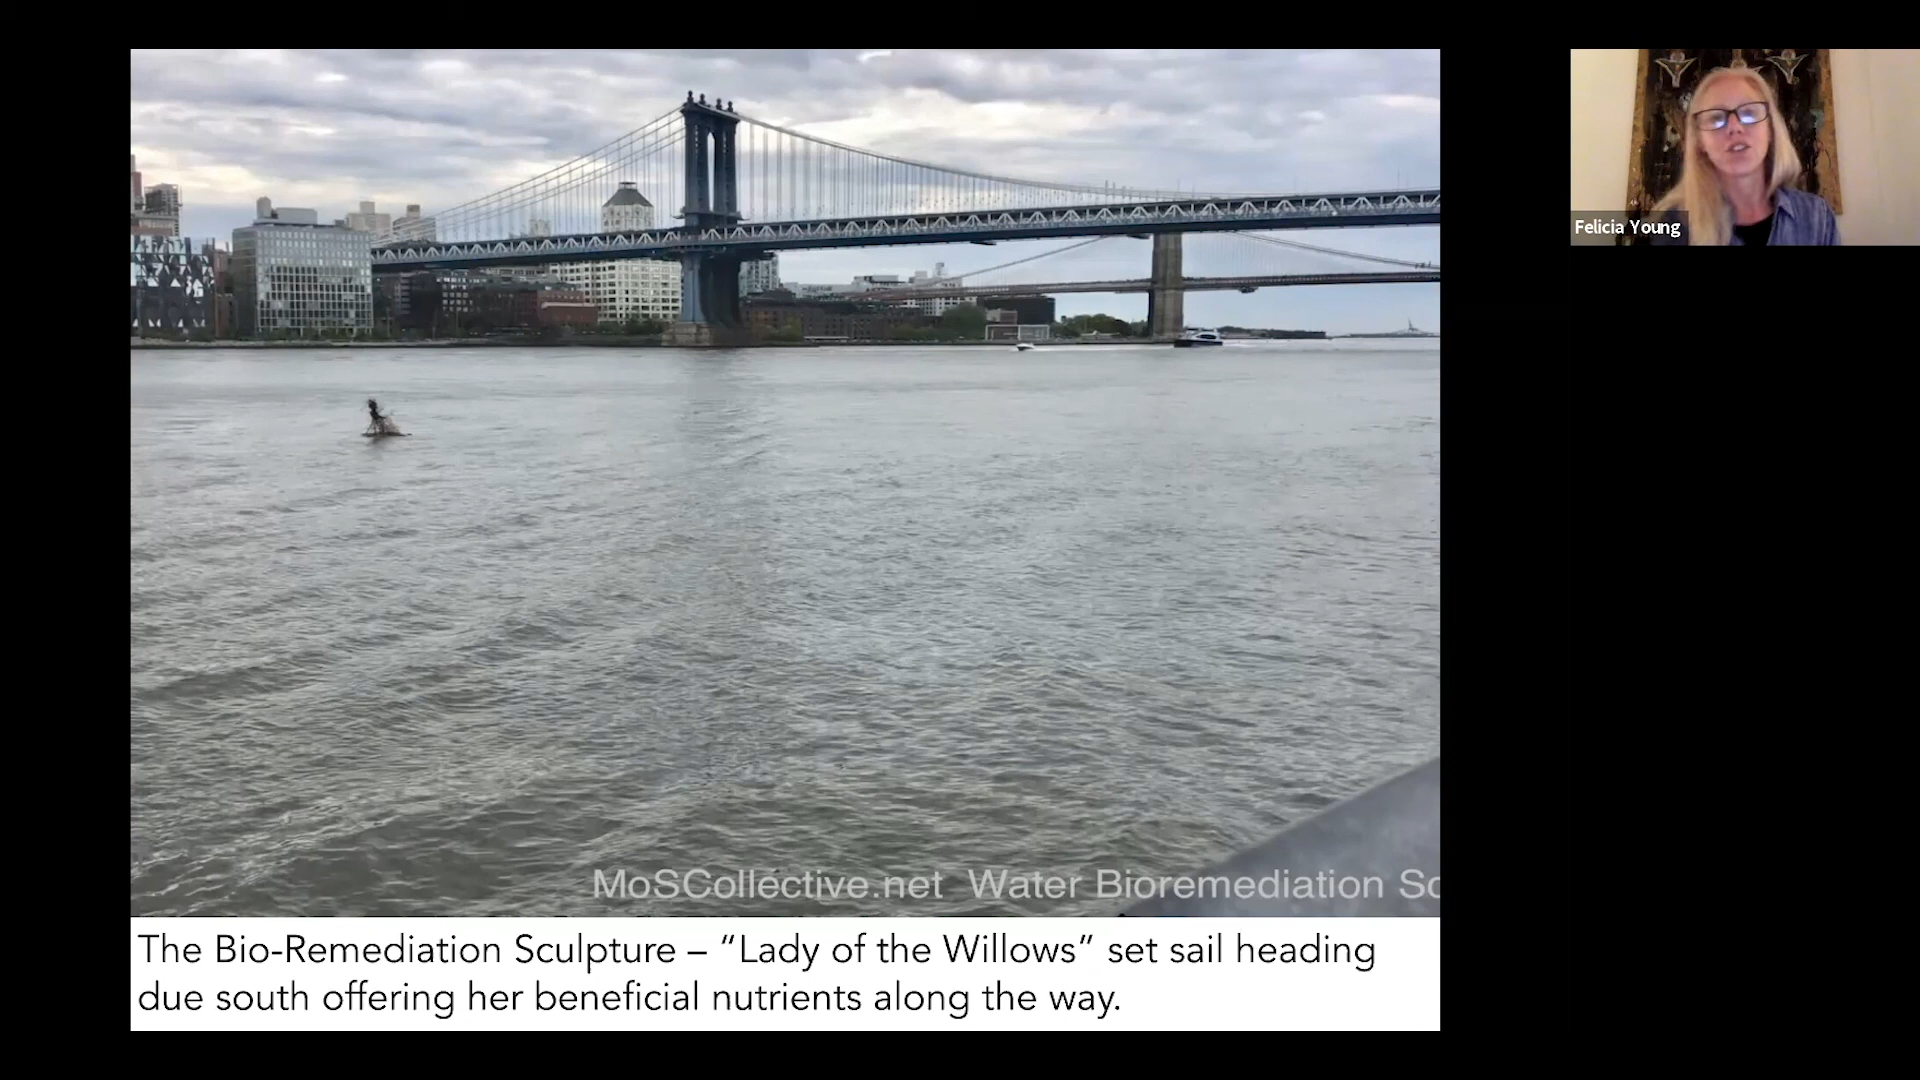 Felicia Young
MoSCollective.net Water Bioremediation Sc
The Bio-Remediation Sculpture – “Lady of the Willows” set sail heading
due south offering her beneficial nutrients along the way.